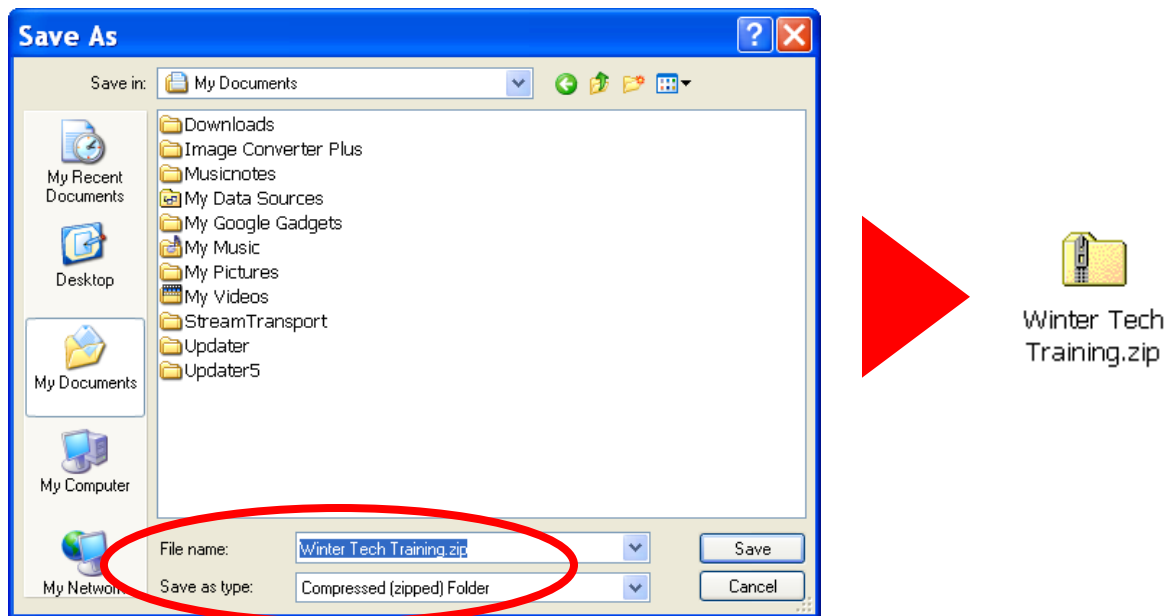 Save As
Save in:
My Documents
Downloads
Image Converter Plus
Musicnotes
My Data Sources
My Google Gadgets
My Music
My Pictures
My Videos
StreamTransport
Updater
Updater5
My Recent
Documents
Desktop
My Documents
My Computer
My Network
File name:
Winter Tech Training.zip
Save
Save as type:
Compressed (zipped) Folder
Cancel
Winter Tech
Training.zip